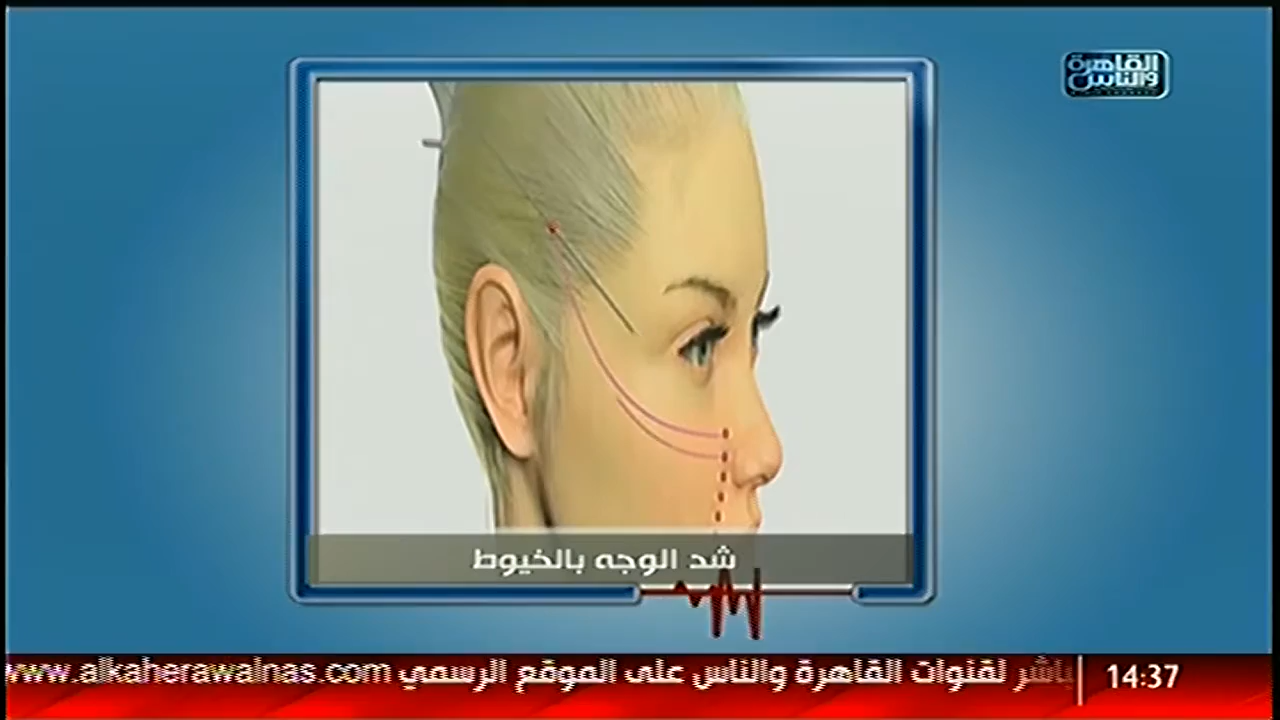 القاهرة
والناس
شد الوجه بالخيوط
باشر لقنوات القاهرة والناس على الموقع الرسمي www.alkaherawalnas.com
14:37